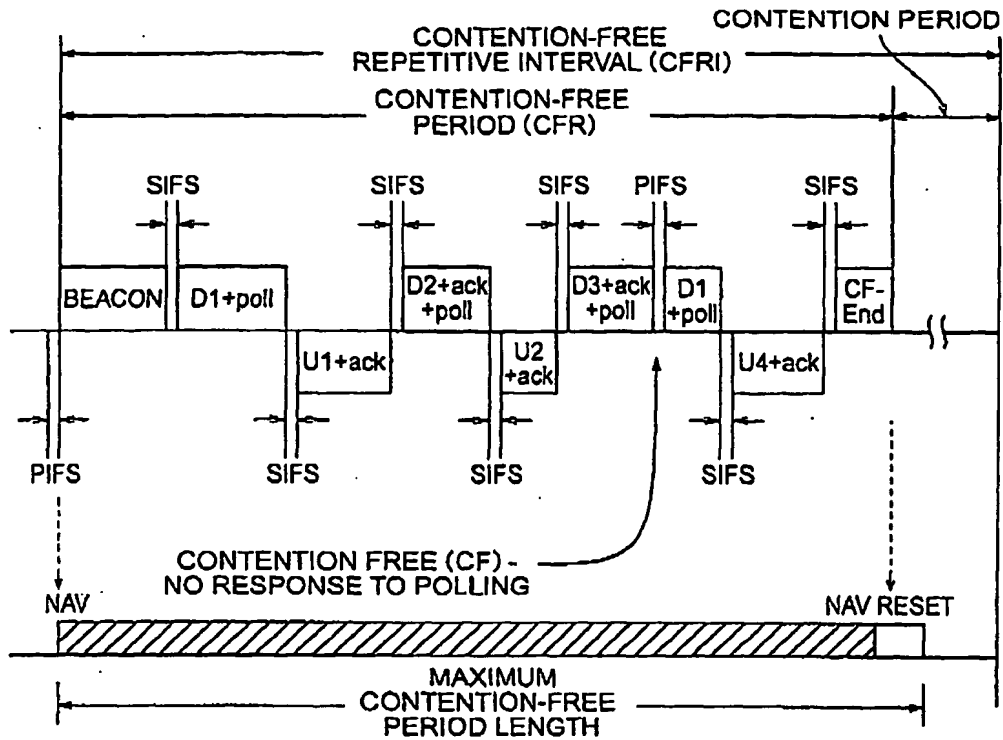 CONTENTION PERIOD
CONTENTION-FREE
REPETITIVE INTERVAL (CFRI)
CONTENTION-FREE
PERIOD (CFR)
SIFS
SIFS
SIFS
PIFS
SIFS
BEACON
D1+poll
D2+ack
+poll
D3+ack
+poll
D1
+poll
CF-
End
U1+ack
U2
+ack
U4+ack
PIFS
SIFS
SIFS
SIFS
CONTENTION FREE (CF) -
NO RESPONSE TO POLLING
NAV
NAV RESET
MAXIMUM
CONTENTION-FREE
PERIOD LENGTH